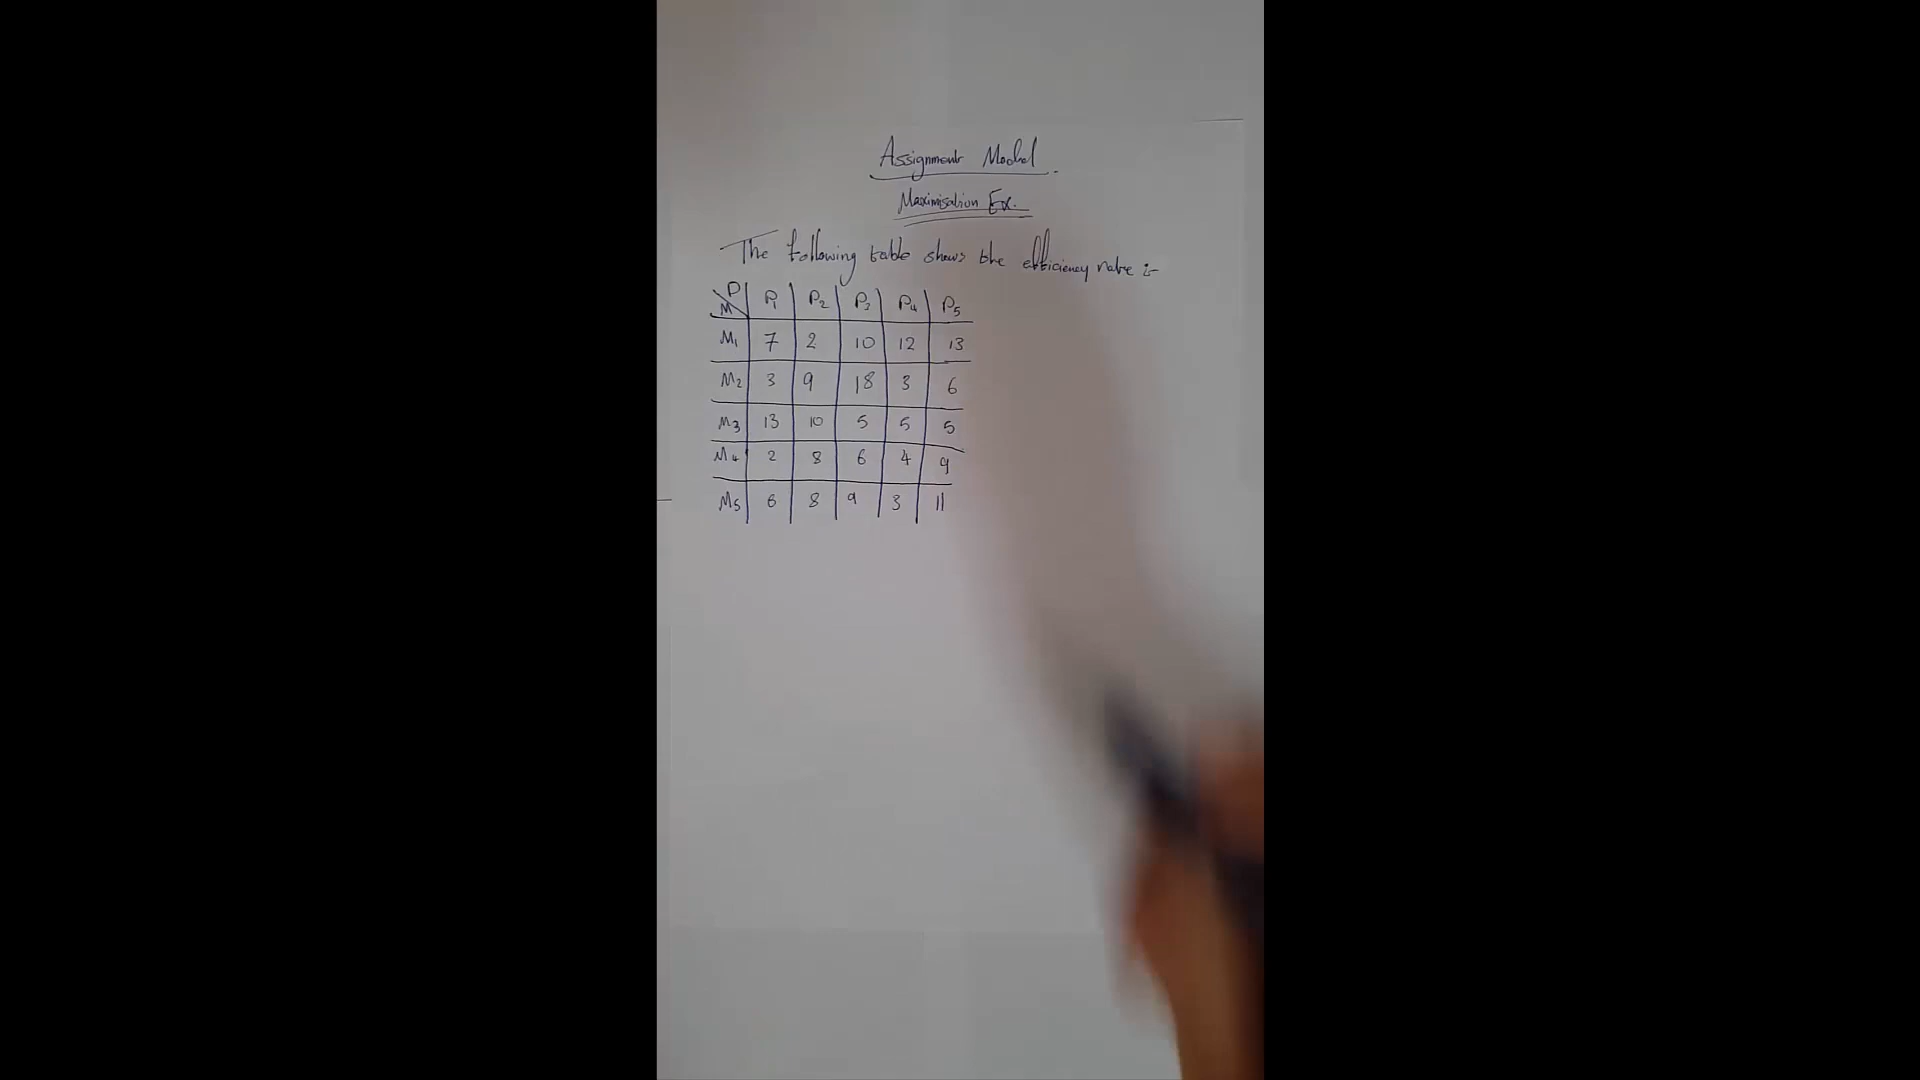 Assignment Model
Maximisation Ex.
The following table shows the efficiency rate :-
P M P1 P2 P3 P4 P5
M1 7 2 10 12 13
M2 3 9 18 3 6
M3 13 10 5 5 5
M4 2 8 6 4 9
M5 6 8 9 3 11